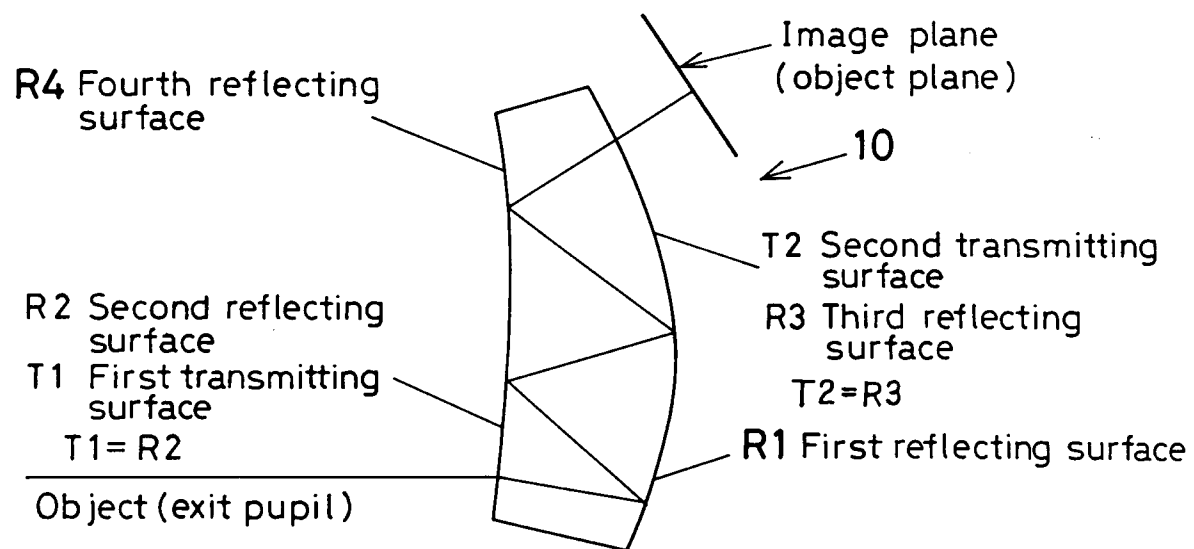 R4 Fourth reflecting
surface
Image plane
(object plane)
10
T2 Second transmitting
surface
R3 Third reflecting
surface
T2=R3
R2 Second reflecting
surface
T1 First transmitting
surface
T1=R2
R1 First reflecting surface
Object (exit pupil)